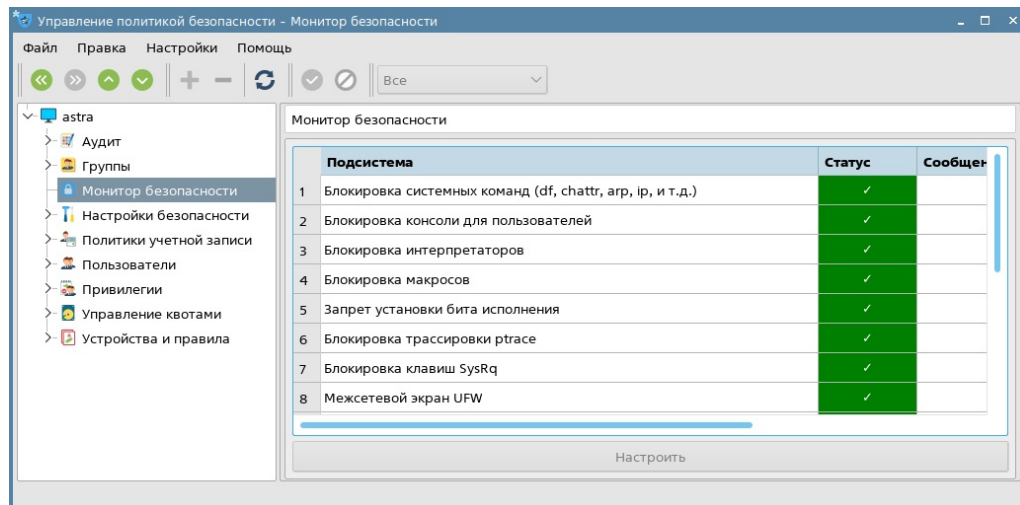 Управление политикой безопасности - Монитор безопасности
Файл Правка Настройки Помощь
Все
astra
Аудит
Группы
Монитор безопасности
Настройки безопасности
Политики учетной записи
Пользователи
Привилегии
Управление квотами
Устройства и правила
Монитор безопасности
Подсистема Статус Сообщен
1 Блокировка системных команд (df, chattr, arp, ip, и т.д.) ✓
2 Блокировка консоли для пользователей ✓
3 Блокировка интерпретаторов ✓
4 Блокировка макросов ✓
5 Запрет установки бита исполнения ✓
6 Блокировка трассировки ptrace ✓
7 Блокировка клавиш SysRq ✓
8 Межсетевой экран UFW ✓
Настроить